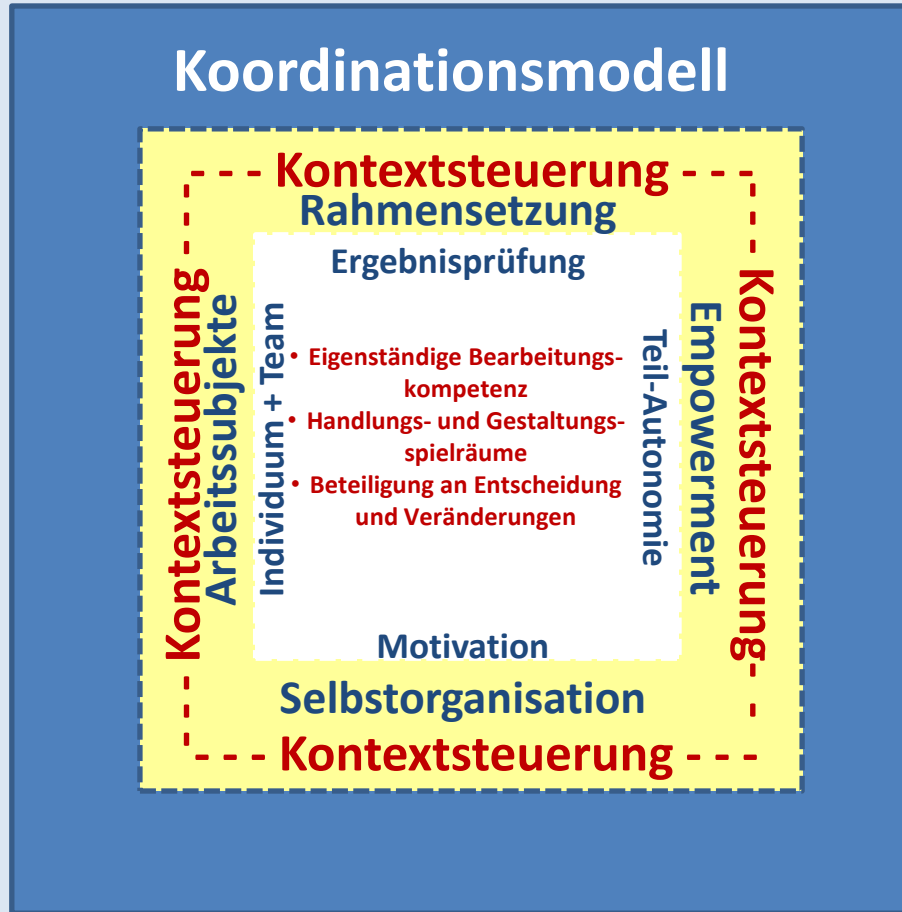 Koordinationsmodell
Kontextsteuerung
Rahmensetzung
Ergebnisprüfung
Kontextsteuerung
Arbeitssubjekte
Individuum + Team
• Eigenständige Bearbeitungs-
kompetenz
• Handlungs- und Gestaltungs-
spielräume
• Beteiligung an Entscheidung
und Veränderungen
Teil-Autonomie
Empowerment
Kontextsteuerung
Motivation
Selbstorganisation
Kontextsteuerung